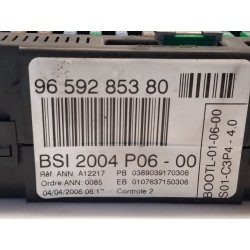 96 592 853 80
BSI 2004 P06 - 00
Réf. ANN: A12217 PB 0389039170306
Ordre ANN: 0085 EB 0107637150306
04/04/2006 06:17 Controle 2
BOOTL-01-06-00
S01-C3P4 - 4.0